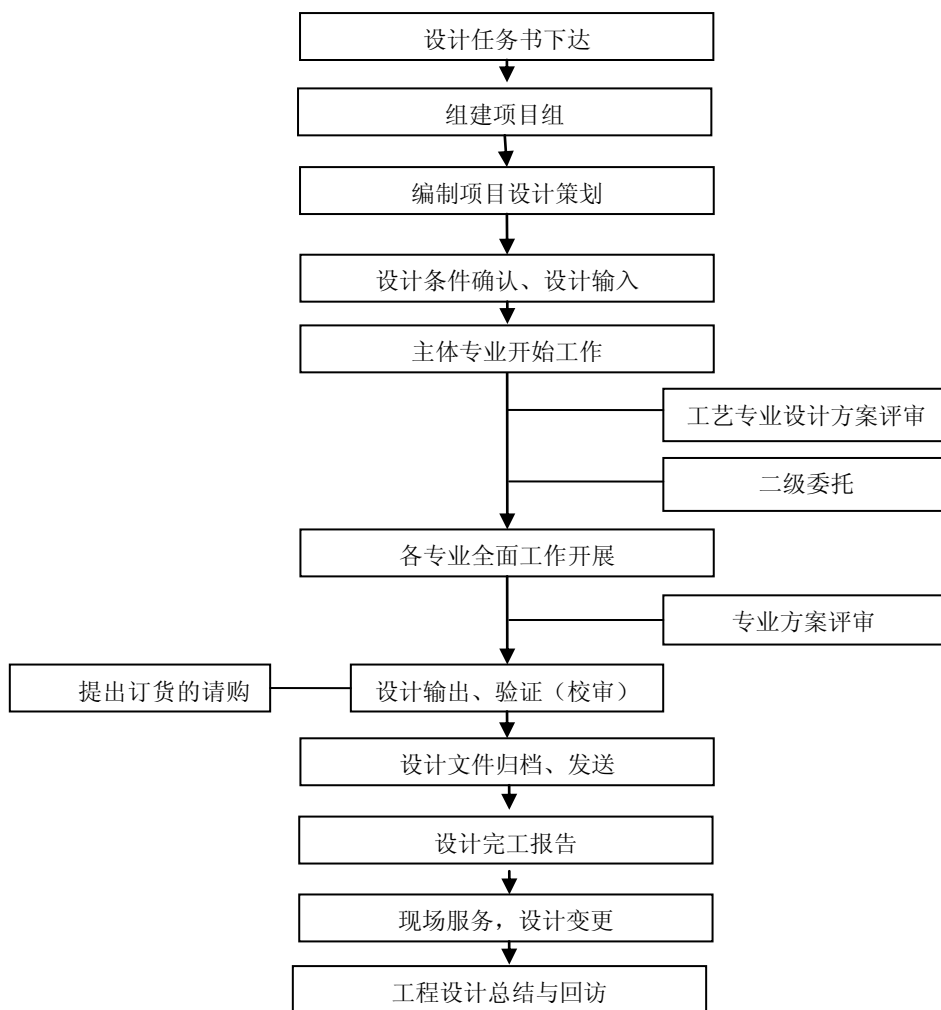 设计任务书下达
组建项目组
编制项目设计策划
设计条件确认、设计输入
主体专业开始工作
工艺专业设计方案评审
二级委托
各专业全面工作开展
专业方案评审
提出订货的请购
设计输出、验证（校审）
设计文件归档、发送
设计完工报告
现场服务，设计变更
工程设计总结与回访